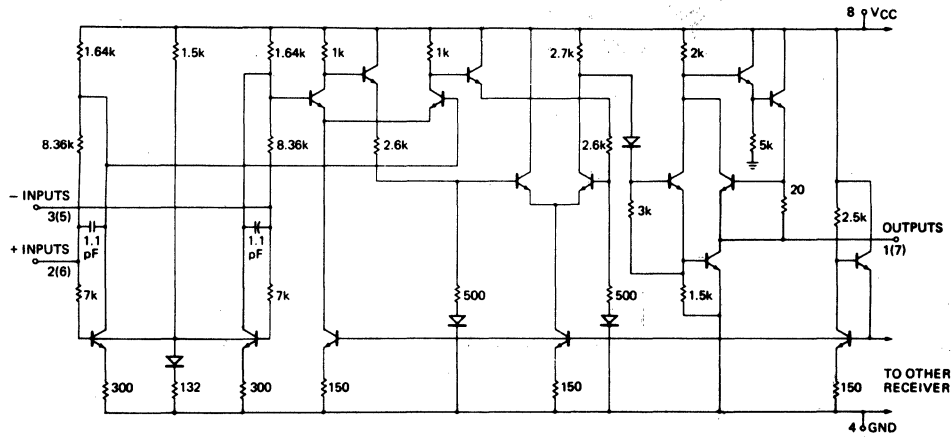 8 VCC
1.64k 1.5k 1.64k 1k 1k 2.7k 2k
8.36k 8.36k 2.6k 2.6k 5k
20
– INPUTS
3(5)
3k
2.5k
OUTPUTS
1(7)
1.1
pF
1.1
pF
+ INPUTS
2(6)
7k 7k 500 500 1.5k
TO OTHER
RECEIVER
300 132 300 150 150 150
4 GND